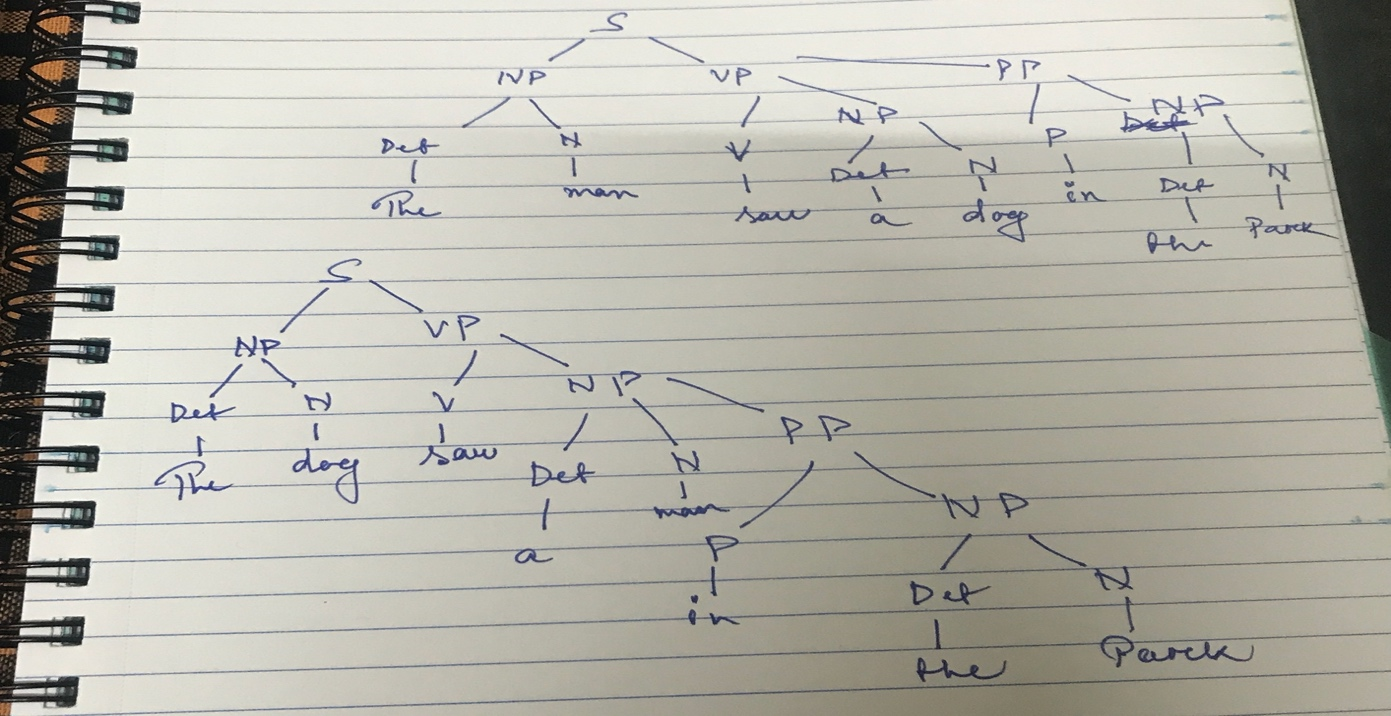 S
NP VP PP
Det N V NP P NP
The man saw Det N in Det N
a dog the Park
S
NP VP
Det N V NP PP
The dog saw Det N
a man P NP
in Det N
the Park